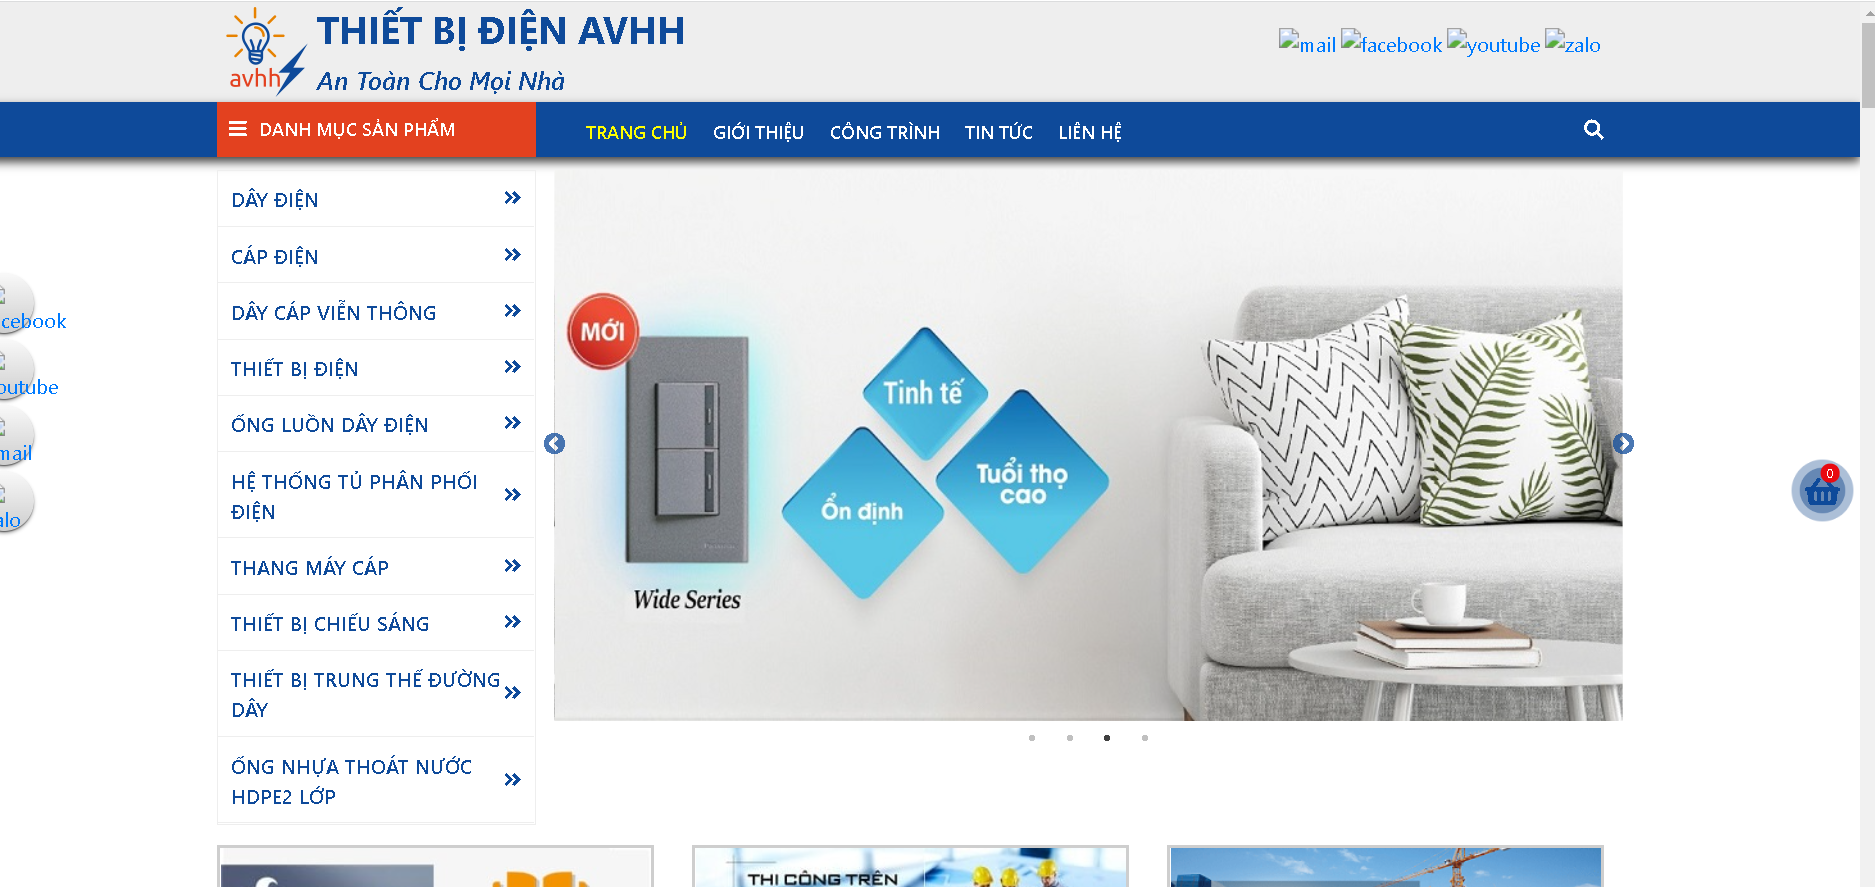 avhh
THIẾT BỊ ĐIỆN AVHH
An Toàn Cho Mọi Nhà
mail facebook youtube zalo
DANH MỤC SẢN PHẨM
TRANG CHỦ GIỚI THIỆU CÔNG TRÌNH TIN TỨC LIÊN HỆ
DÂY ĐIỆN
CÁP ĐIỆN
DÂY CÁP VIỄN THÔNG
THIẾT BỊ ĐIỆN
ỐNG LUỒN DÂY ĐIỆN
HỆ THỐNG TỦ PHÂN PHỐI
ĐIỆN
THANG MÁY CÁP
THIẾT BỊ CHIẾU SÁNG
THIẾT BỊ TRUNG THẾ ĐƯỜNG
DÂY
ỐNG NHỰA THOÁT NƯỚC
HDPE2 LỚP
cebook
outube
mail
alo
MỚI
Tinh tế
Ổn định
Tuổi thọ
cao
Wide Series
0
THI CÔNG TRÊN